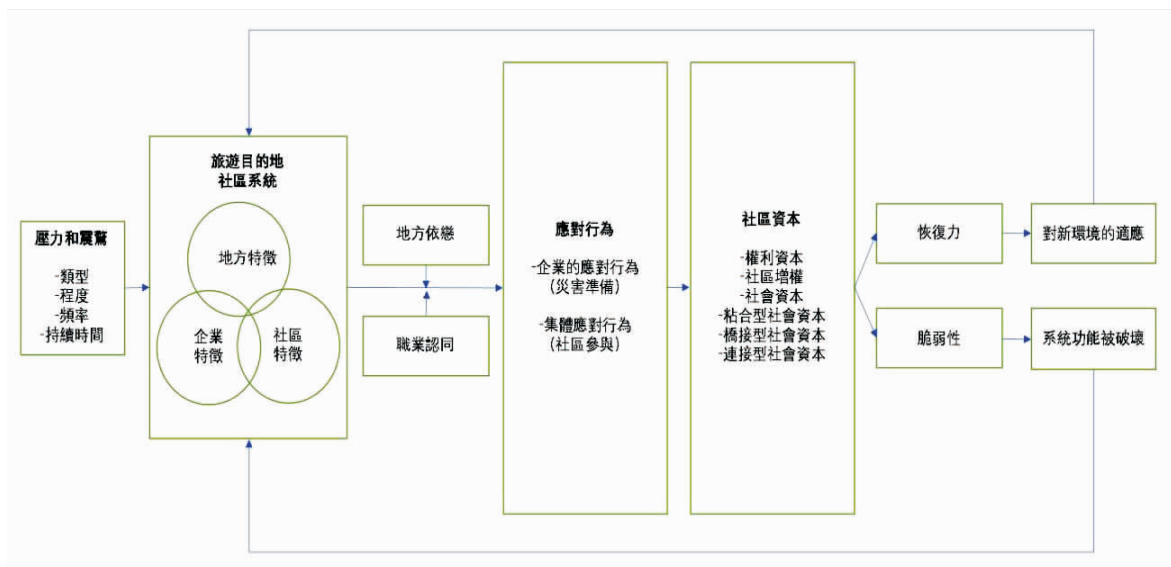 壓力和震驚
-類型
-程度
-頻率
-持續時間
旅遊目的地
社區系統
地方特徵
企業
特徵
社區
特徵
地方依戀
職業認同
應對行為
-企業的應對行為
(災害準備)
-集體應對行為
(社區參與)
社區資本
-權利資本
-社區增權
-社會資本
-粘合型社會資本
-橋接型社會資本
-連接型社會資本
恢復力
脆弱性
對新環境的適應
系統功能被破壞